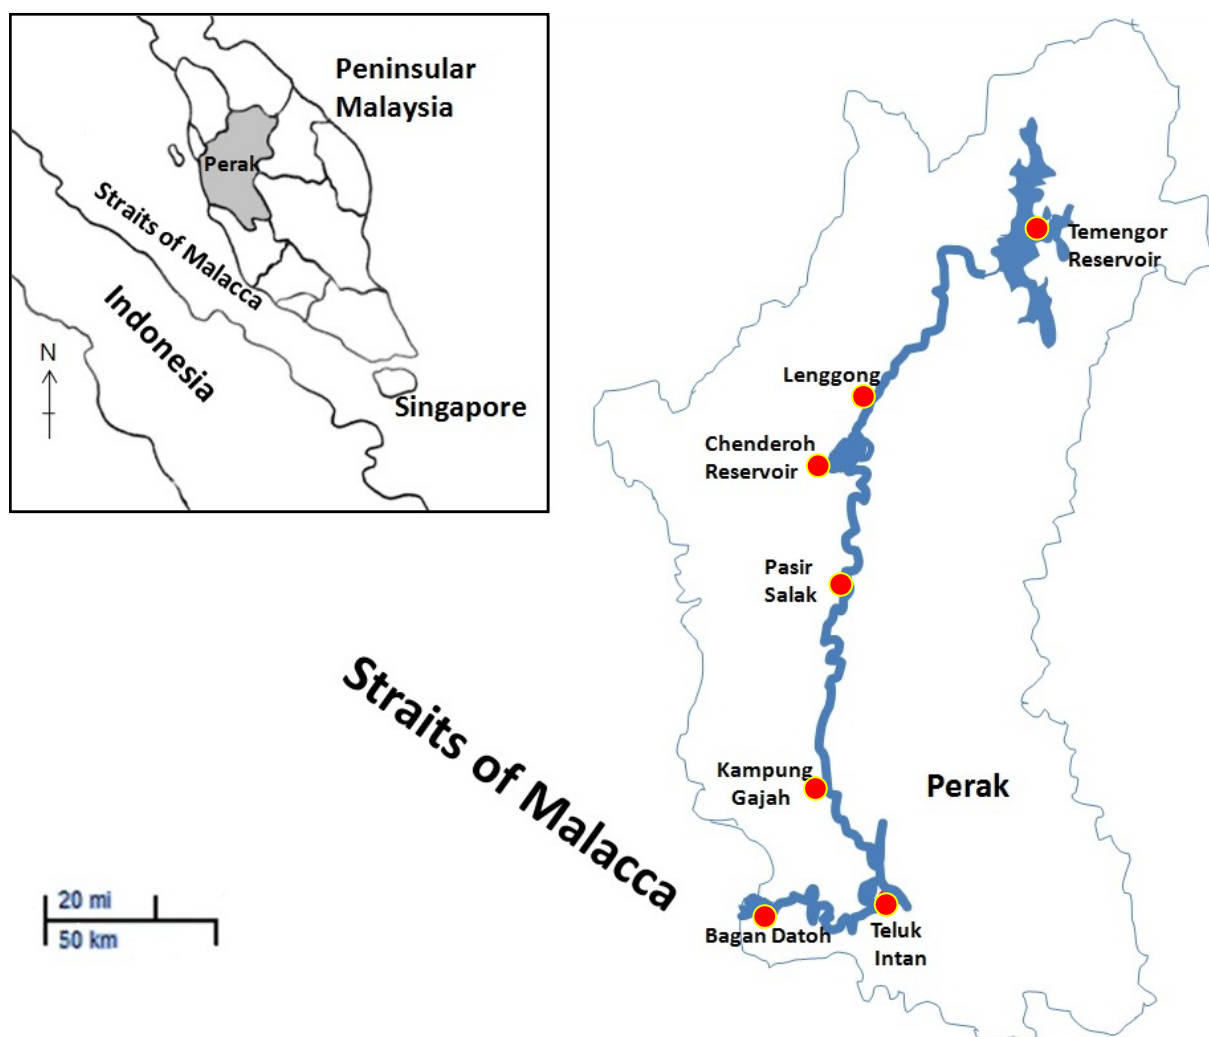 Peninsular
Malaysia
Perak
Straits of Malacca
Indonesia
N
Singapore
Temengor
Reservoir
Lenggong
Chenderoh
Reservoir
Pasir
Salak
Straits of Malacca
Kampung
Gajah
Perak
20 mi
50 km
Bagan Datoh
Teluk
Intan